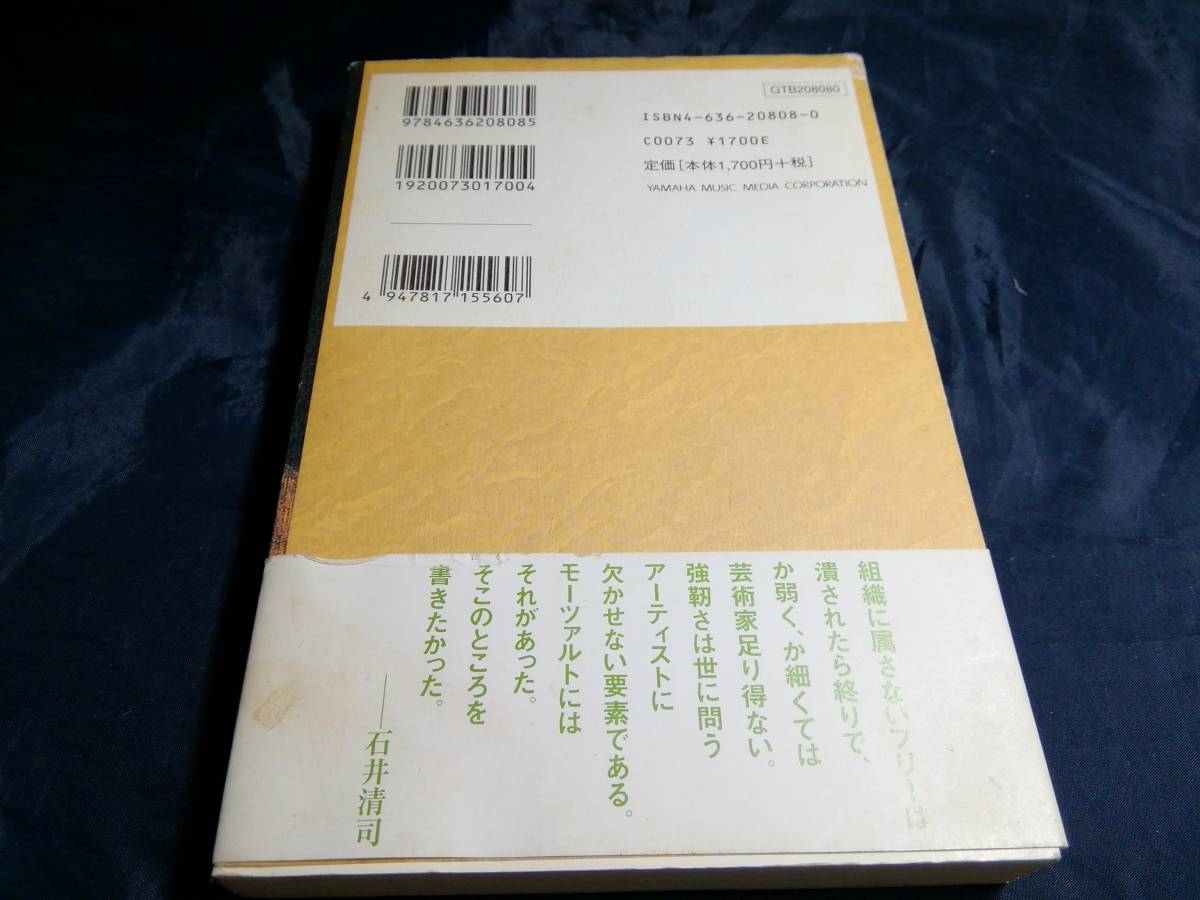 GTB208080
9784636208085
ISBN4-636-20808-0
C0073 ¥1700E
1920073017004
定価[本体1,700円+税]
YAMAHA MUSIC MEDIA CORPORATION
4 947817 155607
組織に属さないフリーは
潰されたら終りで、
か弱く、か細くては
芸術家足り得ない。
強靭さは世に問う
アーティストに
欠かせない要素である。
モーツァルトには
それがあった。
そこのところを
書きたかった。
――石井清司